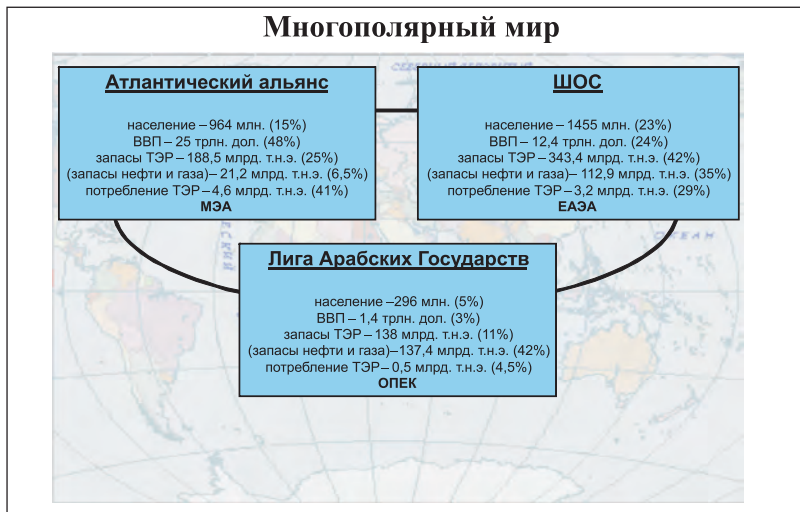 Многополярный мир
Атлантический альянс
население –964 млн. (15%)
ВВП– 25 трлн. дол. (48%)
запасы ТЭР–188,5 млрд. т.н.э. (25%)
(запасы нефти и газа)– 21,2 млрд. т.н.э. (6,5%)
потребление ТЭР–4,6 млрд. т.н.э. (41%)
МЭА
ШОС
население –1455 млн. (23%)
ВВП– 12,4 трлн. дол. (24%)
запасы ТЭР–343,4 млрд. т.н.э. (42%)
(запасы нефти и газа)– 112,9 млрд. т.н.э. (35%)
потребление ТЭР–3,2 млрд. т.н.э. (29%)
ЕАЭА
Лига Арабских Государств
население –296 млн. (5%)
ВВП– 1,4 трлн. дол. (3%)
запасы ТЭР– 138 млрд. т.н.э. (11%)
(запасы нефти и газа)–137,4 млрд. т.н.э. (42%)
потребление ТЭР– 0,5 млрд. т.н.э. (4,5%)
ОПЕК